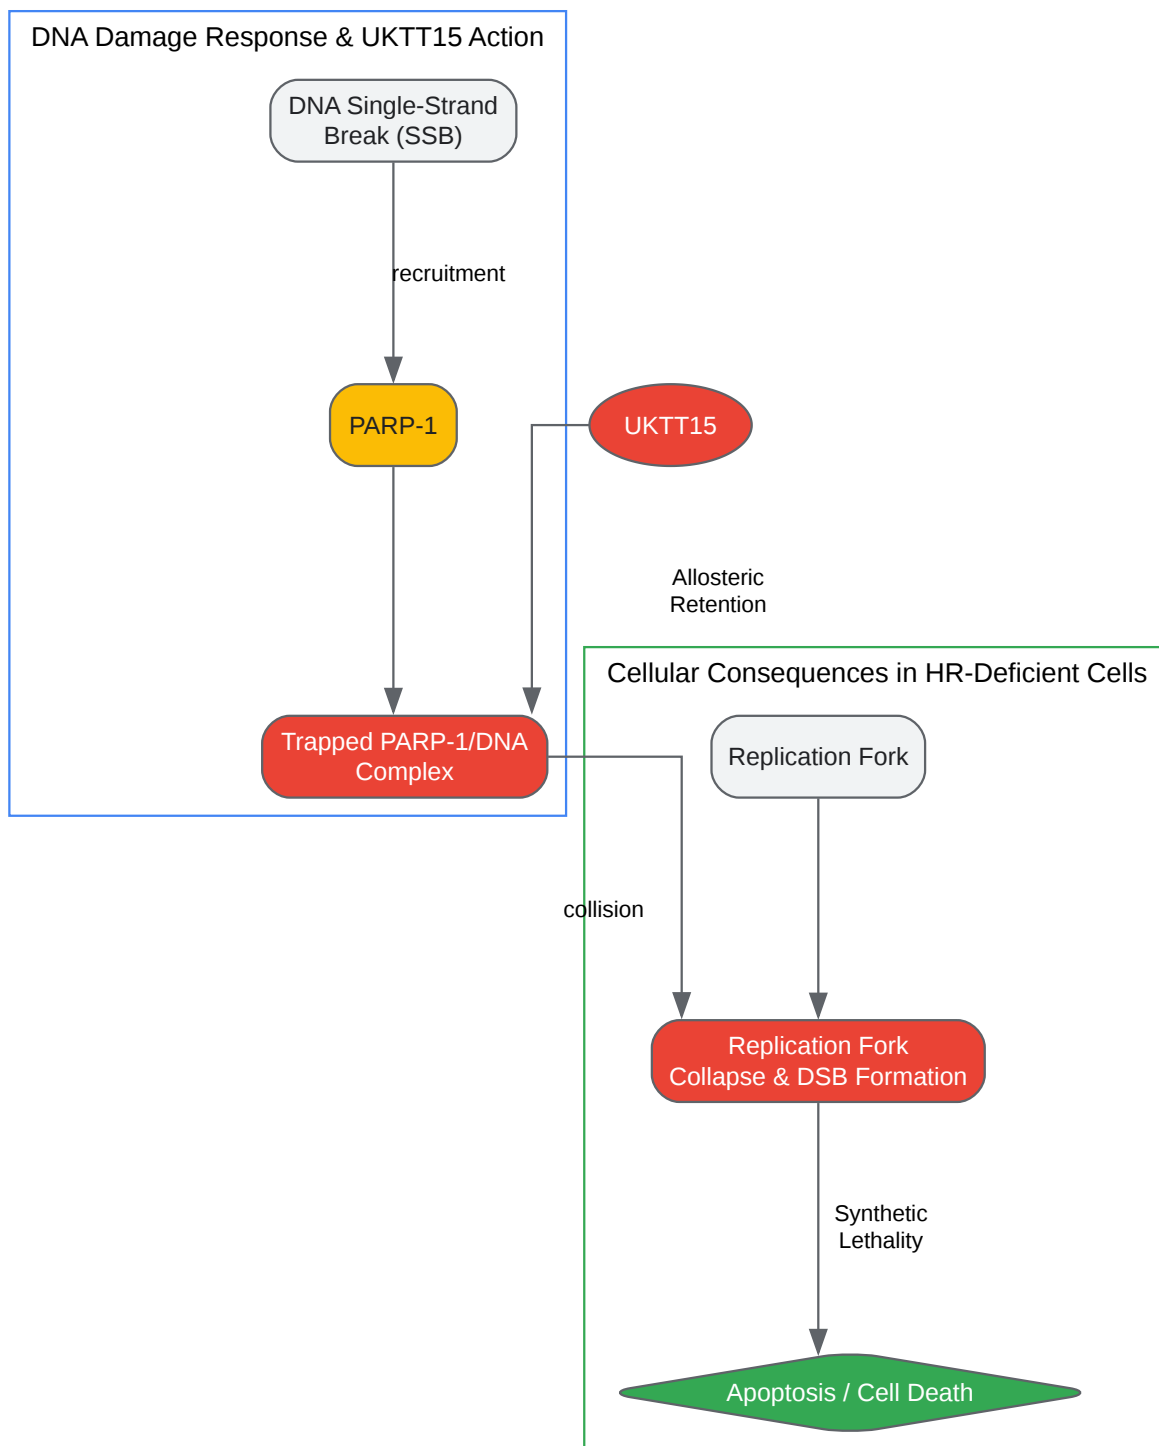 DNA Damage Response & UKTT15 Action
DNA Single-Strand
Break (SSB)
recruitment
PARP-1
UKTT15
Allosteric
Retention
Cellular Consequences in HR-Deficient Cells
Trapped PARP-1/DNA
Complex
Replication Fork
collision
Replication Fork
Collapse & DSB Formation
Synthetic
Lethality
Apoptosis / Cell Death